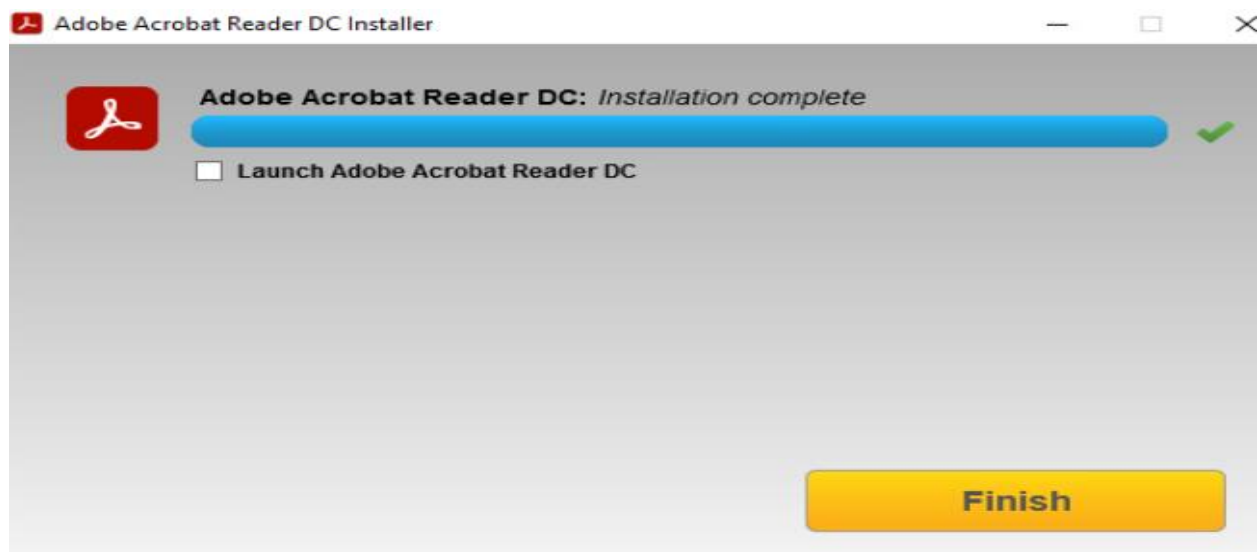 Adobe Acrobat Reader DC Installer
Adobe Acrobat Reader DC: Installation complete
Launch Adobe Acrobat Reader DC
Finish